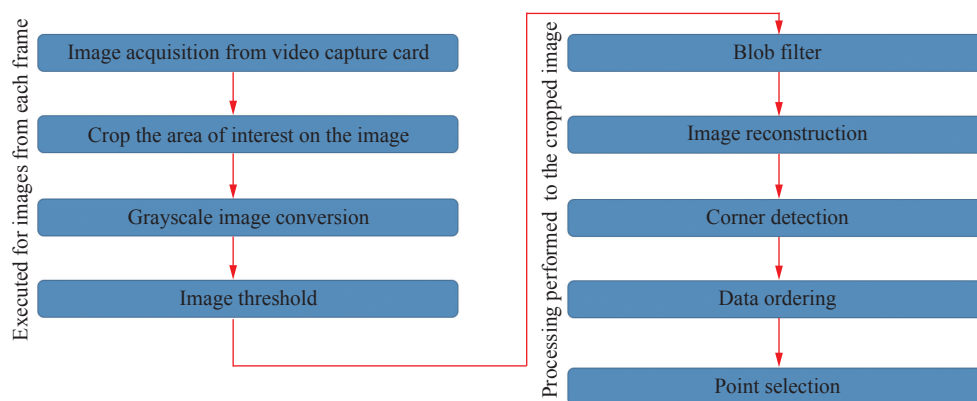 Executed for images from each frame
Image acquisition from video capture card
Crop the area of interest on the image
Grayscale image conversion
Image threshold
Processing performed to the cropped image
Blob filter
Image reconstruction
Corner detection
Data ordering
Point selection